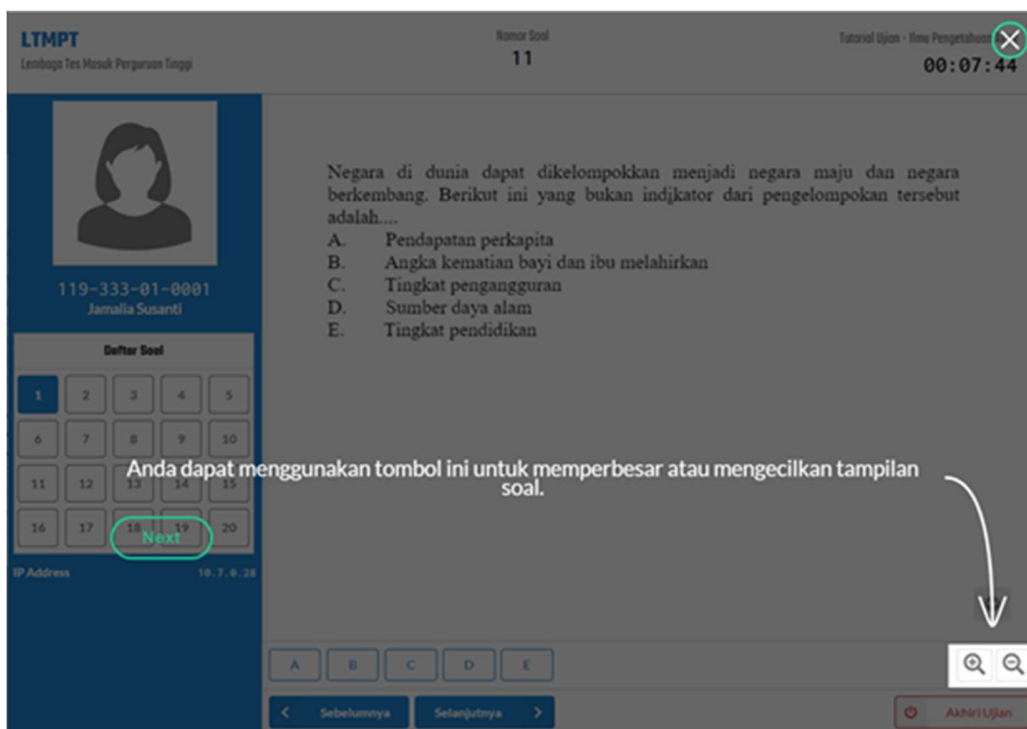 LTMPT
Lembaga Tes Masuk Perguruan Tinggi
Nomor Soal
11
Tutorial Ujian - Ilmu Pengetahuan
00:07:44
119-333-01-0001
Jamalia Susanti
Daftar Soal
1 2 3 4 5
6 7 8 9 10
11 12 13 14 15
16 17 18 19 20
IP Address 10.7.0.28
Negara di dunia dapat dikelompokkan menjadi negara maju dan negara
berkembang. Berikut ini yang bukan indikator dari pengelompokan tersebut
adalah....
A. Pendapatan perkapita
B. Angka kematian bayi dan ibu melahirkan
C. Tingkat pengangguran
D. Sumber daya alam
E. Tingkat pendidikan
Anda dapat menggunakan tombol ini untuk memperbesar atau mengecilkan tampilan
soal.
Next
A B C D E
Sebelumnya Selanjutnya
Akhiri Ujian